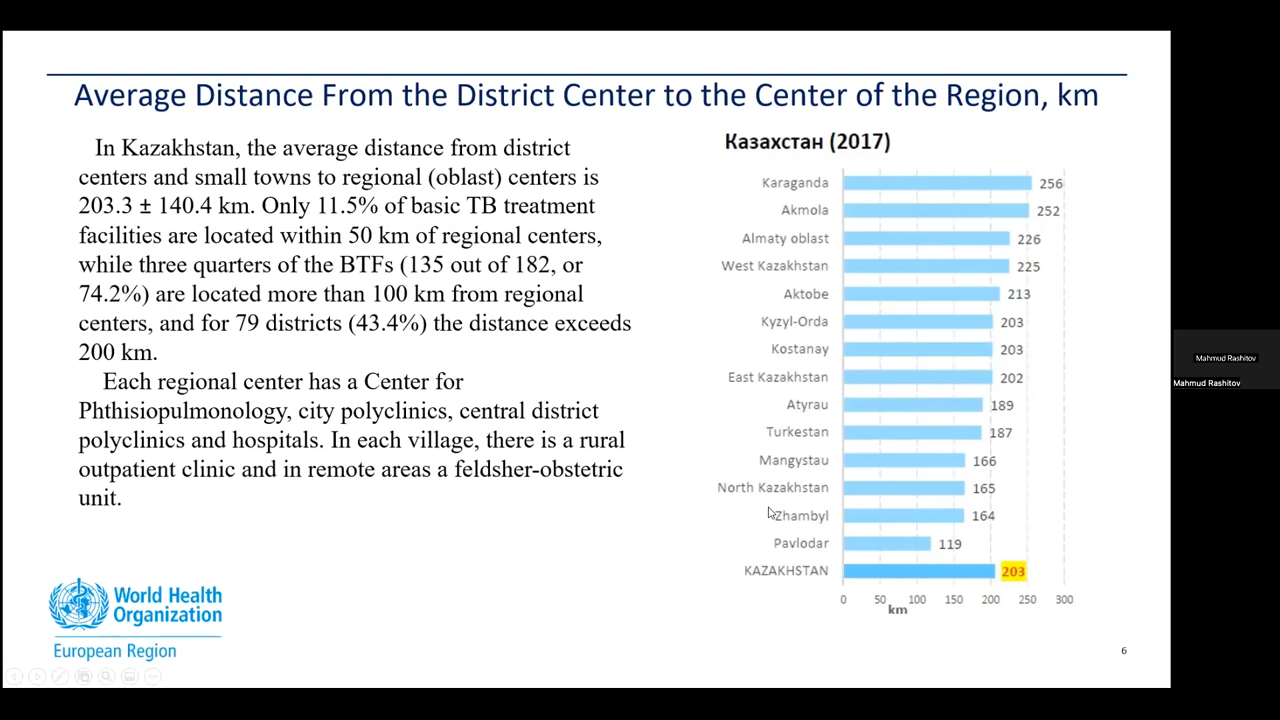 Average Distance From the District Center to the Center of the Region, km
In Kazakhstan, the average distance from district
centers and small towns to regional (oblast) centers is
203.3 ± 140.4 km. Only 11.5% of basic TB treatment
facilities are located within 50 km of regional centers,
while three quarters of the BTFs (135 out of 182, or
74.2%) are located more than 100 km from regional
centers, and for 79 districts (43.4%) the distance exceeds
200 km.
Each regional center has a Center for
Phthisiopulmonology, city polyclinics, central district
polyclinics and hospitals. In each village, there is a rural
outpatient clinic and in remote areas a feldsher-obstetric
unit.
Казахстан (2017)
Karaganda 256
Akmola 252
Almaty oblast 226
West Kazakhstan 225
Aktobe 213
Kyzyl-Orda 203
Kostanay 203
East Kazakhstan 202
Atyrau 189
Turkestan 187
Mangystau 166
North Kazakhstan 165
Zhambyl 164
Pavlodar 119
KAZAKHSTAN 203
0 50 100 150 200 250 300
km
World Health
Organization
European Region
6
Mahmud Rashitov
Mahmud Rashitov